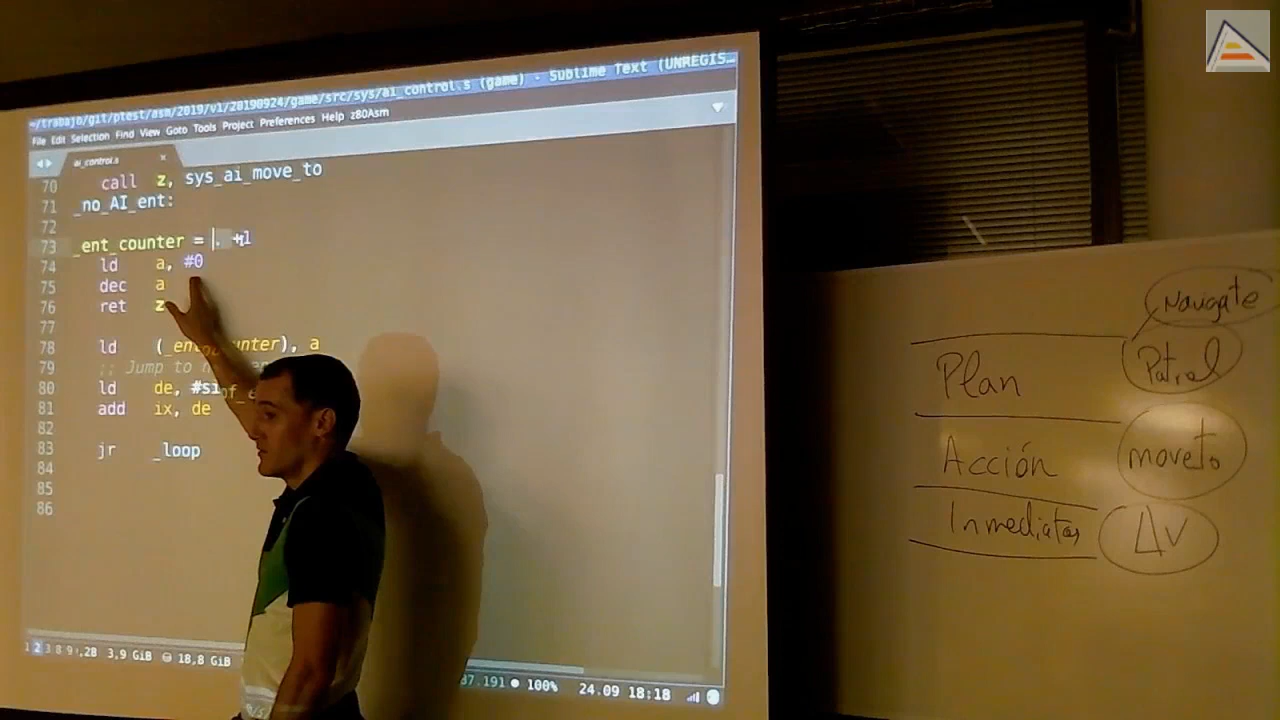 ~/trabajo/git/ptest/asm/2019/v1/20190924/game/src/sys/ai_control.s (game) - Sublime Text (UNREGIS…
File Edit Selection Find View Goto Tools Project Preferences Help z80Asm
ai_control.s ×
70 call z, sys_ai_move_to
71 _no_AI_ent:
72
73 _ent_counter = . +1
74 ld a, #0
75 dec a
76 ret z
77
78 ld (_ent_counter), a
79 ;; Jump to
80 ld de,
81 add ix, de
82
83 jr _loop
84
85
86
3,9 GiB 18,8 GiB
100% 24.09 18:18
Navigate
Plan Patrol
Acción moveto
Inmediatas ΔV